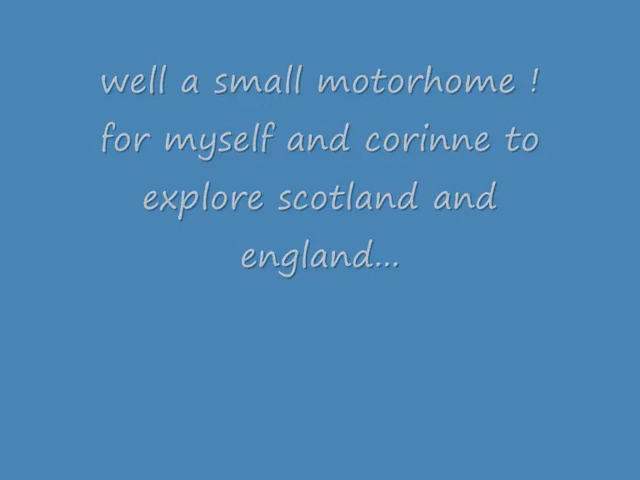 well a small motorhome !
for myself and corinne to
explore scotland and
england...